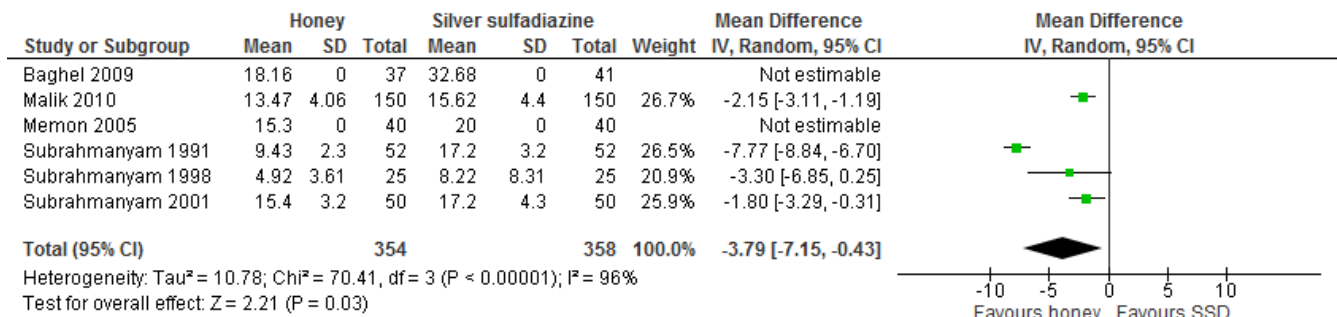 Honey Silver sulfadiazine Mean Difference Mean Difference
Study or Subgroup Mean SD Total Mean SD Total Weight IV, Random, 95% CI IV, Random, 95% CI
Baghel 2009 18.16 0 37 32.68 0 41 Not estimable
Malik 2010 13.47 4.06 150 15.62 4.4 150 26.7% -2.15 [-3.11, -1.19]
Memon 2005 15.3 0 40 20 0 40 Not estimable
Subrahmanyam 1991 9.43 2.3 52 17.2 3.2 52 26.5% -7.77 [-8.84, -6.70]
Subrahmanyam 1998 4.92 3.61 25 8.22 8.31 25 20.9% -3.30 [-6.85, 0.25]
Subrahmanyam 2001 15.4 3.2 50 17.2 4.3 50 25.9% -1.80 [-3.29, -0.31]
Total (95% CI) 354 358 100.0% -3.79 [-7.15, -0.43]
Heterogeneity: Tau² = 10.78; Chi² = 70.41, df = 3 (P < 0.00001); I² = 96%
Test for overall effect: Z = 2.21 (P = 0.03)
-10 -5 0 5 10
Favours honey Favours SSD